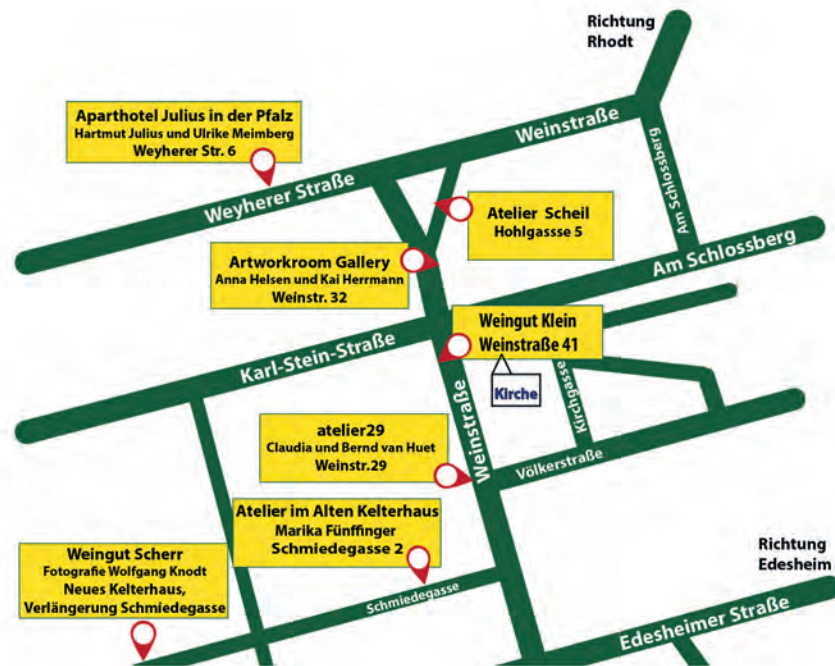 Richtung
Rhodt
Aparthotel Julius in der Pfalz
Hartmut Julius und Ulrike Meimberg
Weyherer Str. 6
Weinstraße
Weyherer Straße
Am Schlossberg
Atelier Scheil
Hohlgassse 5
Artworkroom Gallery
Anna Helsen und Kai Herrmann
Weinstr. 32
Am Schlossberg
Weingut Klein
Weinstraße 41
Karl-Stein-Straße
Kirche
Kirchgasse
Weinstraße
atelier29
Claudia und Bernd van Huet
Weinstr.29
Völkerstraße
Atelier im Alten Kelterhaus
Marika Fünffinger
Schmiedegasse 2
Weingut Scherr
Fotografie Wolfgang Knodt
Neues Kelterhaus,
Verlängerung Schmiedegasse
Schmiedegasse
Richtung
Edesheim
Edesheimer Straße